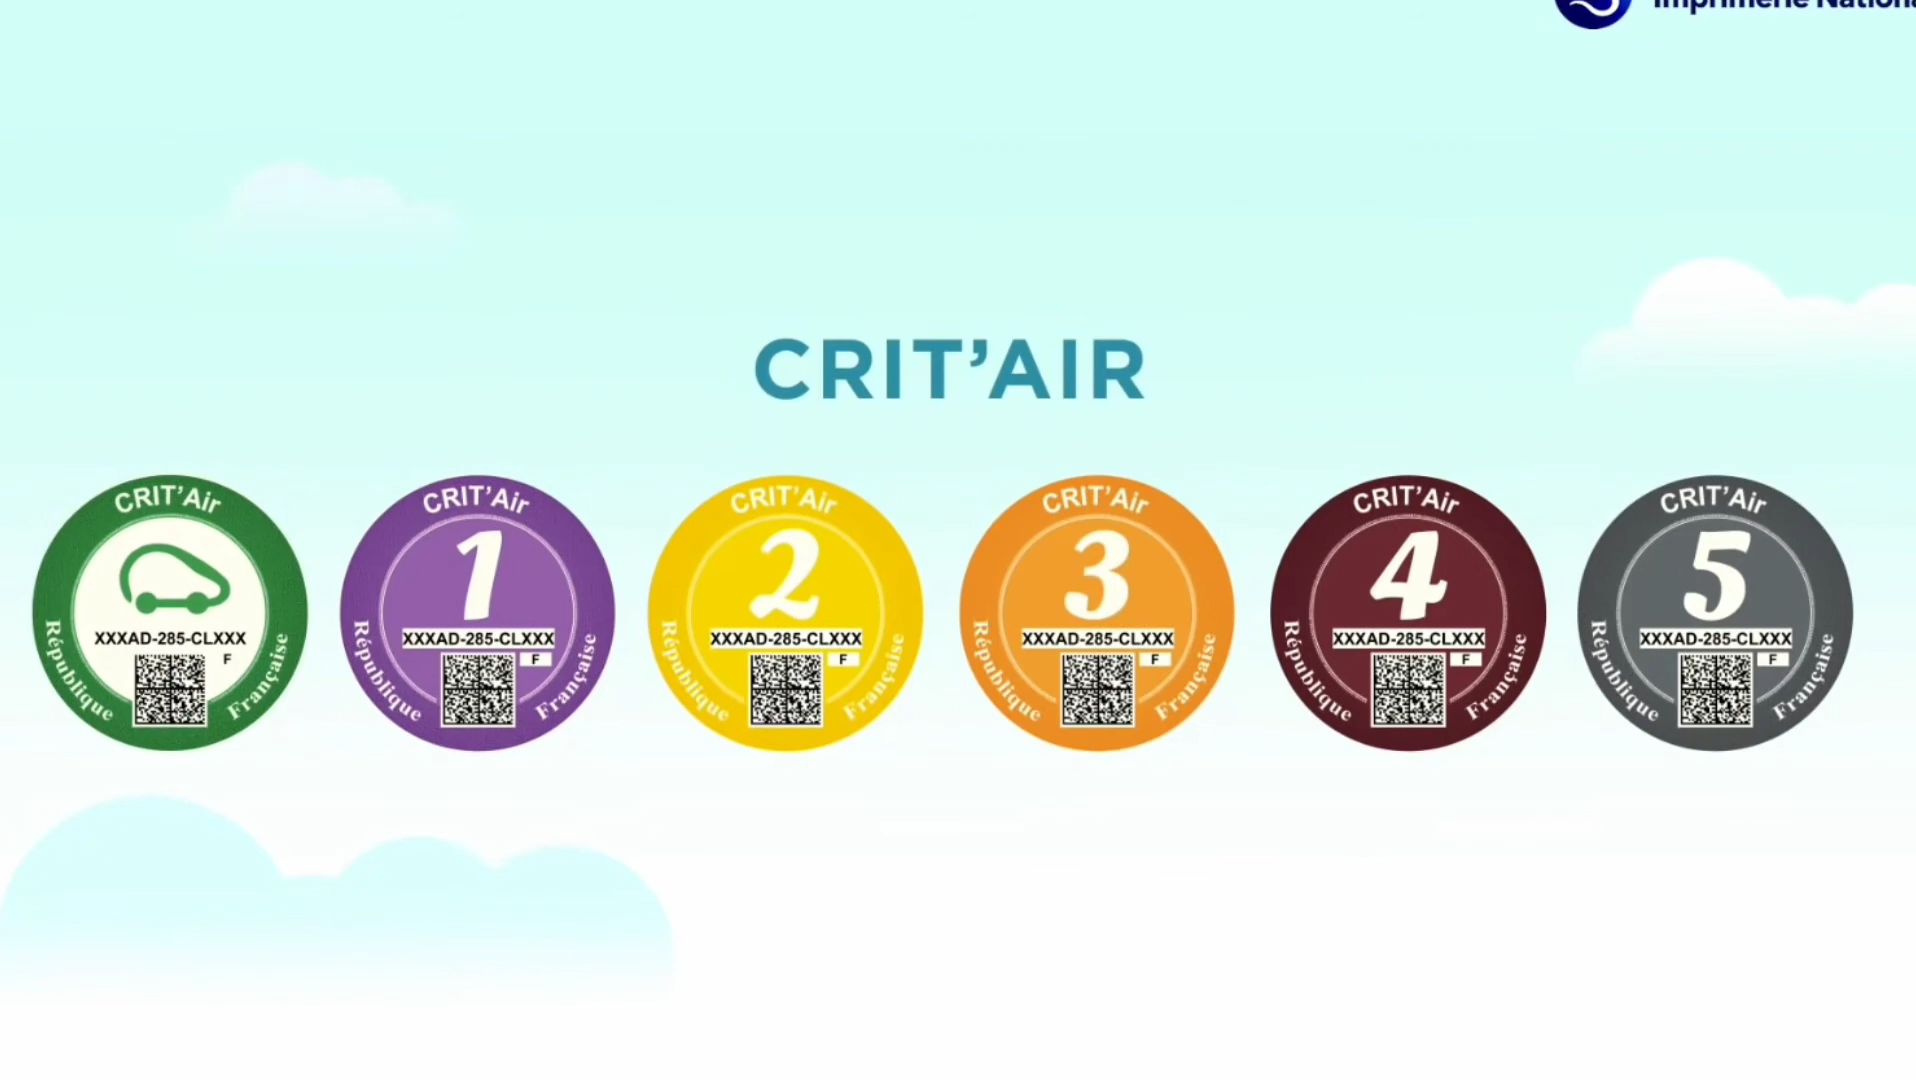 Imprimerie
CRIT’AIR
CRIT’Air
XXXAD-285-CLXXX
F
République Française
CRIT’Air
1
XXXAD-285-CLXXX
F
République Française
CRIT’Air
2
XXXAD-285-CLXXX
F
République Française
CRIT’Air
3
XXXAD-285-CLXXX
F
République Française
CRIT’Air
4
XXXAD-285-CLXXX
F
République Française
CRIT’Air
5
XXXAD-285-CLXXX
F
République Française